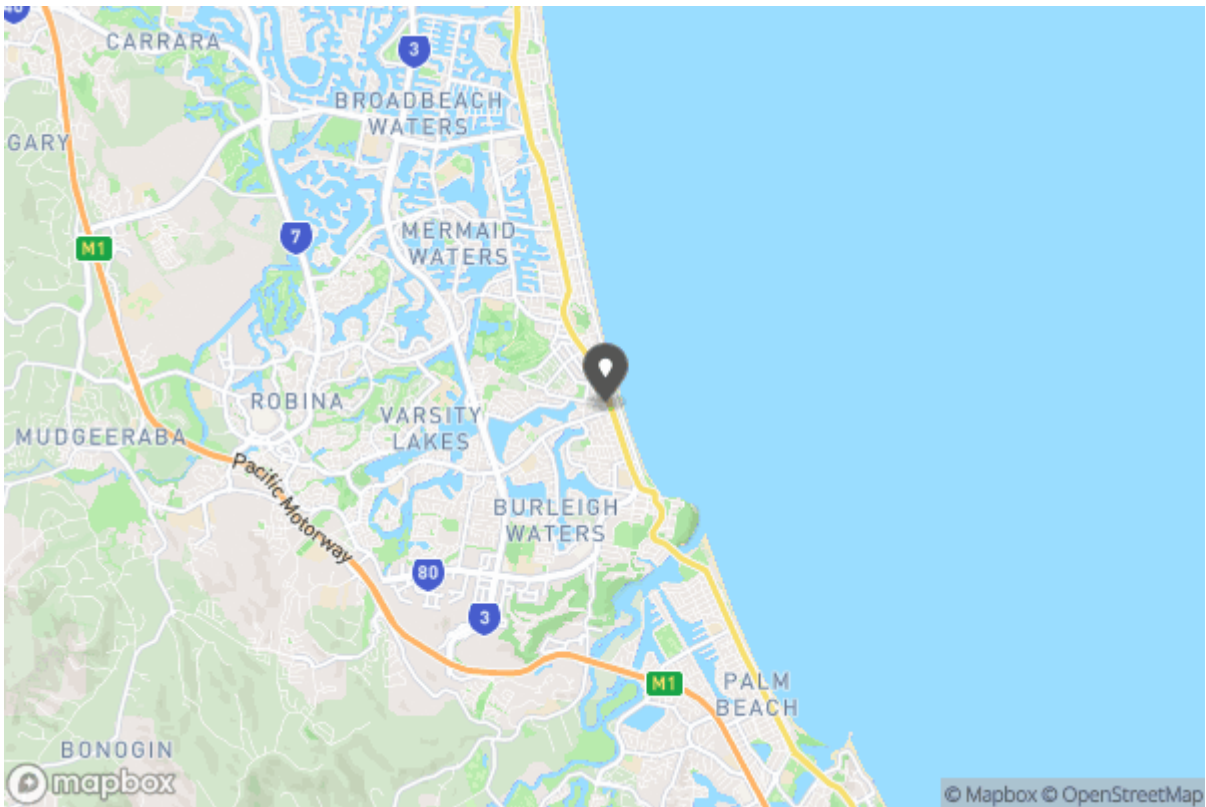 40
CARRARA
3
BROADBEACH
WATERS
GARY
MERMAID
WATERS
7
M1
ROBINA
VARSITY
LAKES
MUDGEERABA
Pacific Motorway
BURLEIGH
WATERS
80
3
M1
PALM
BEACH
BONOGIN
mapbox
© Mapbox © OpenStreetMap